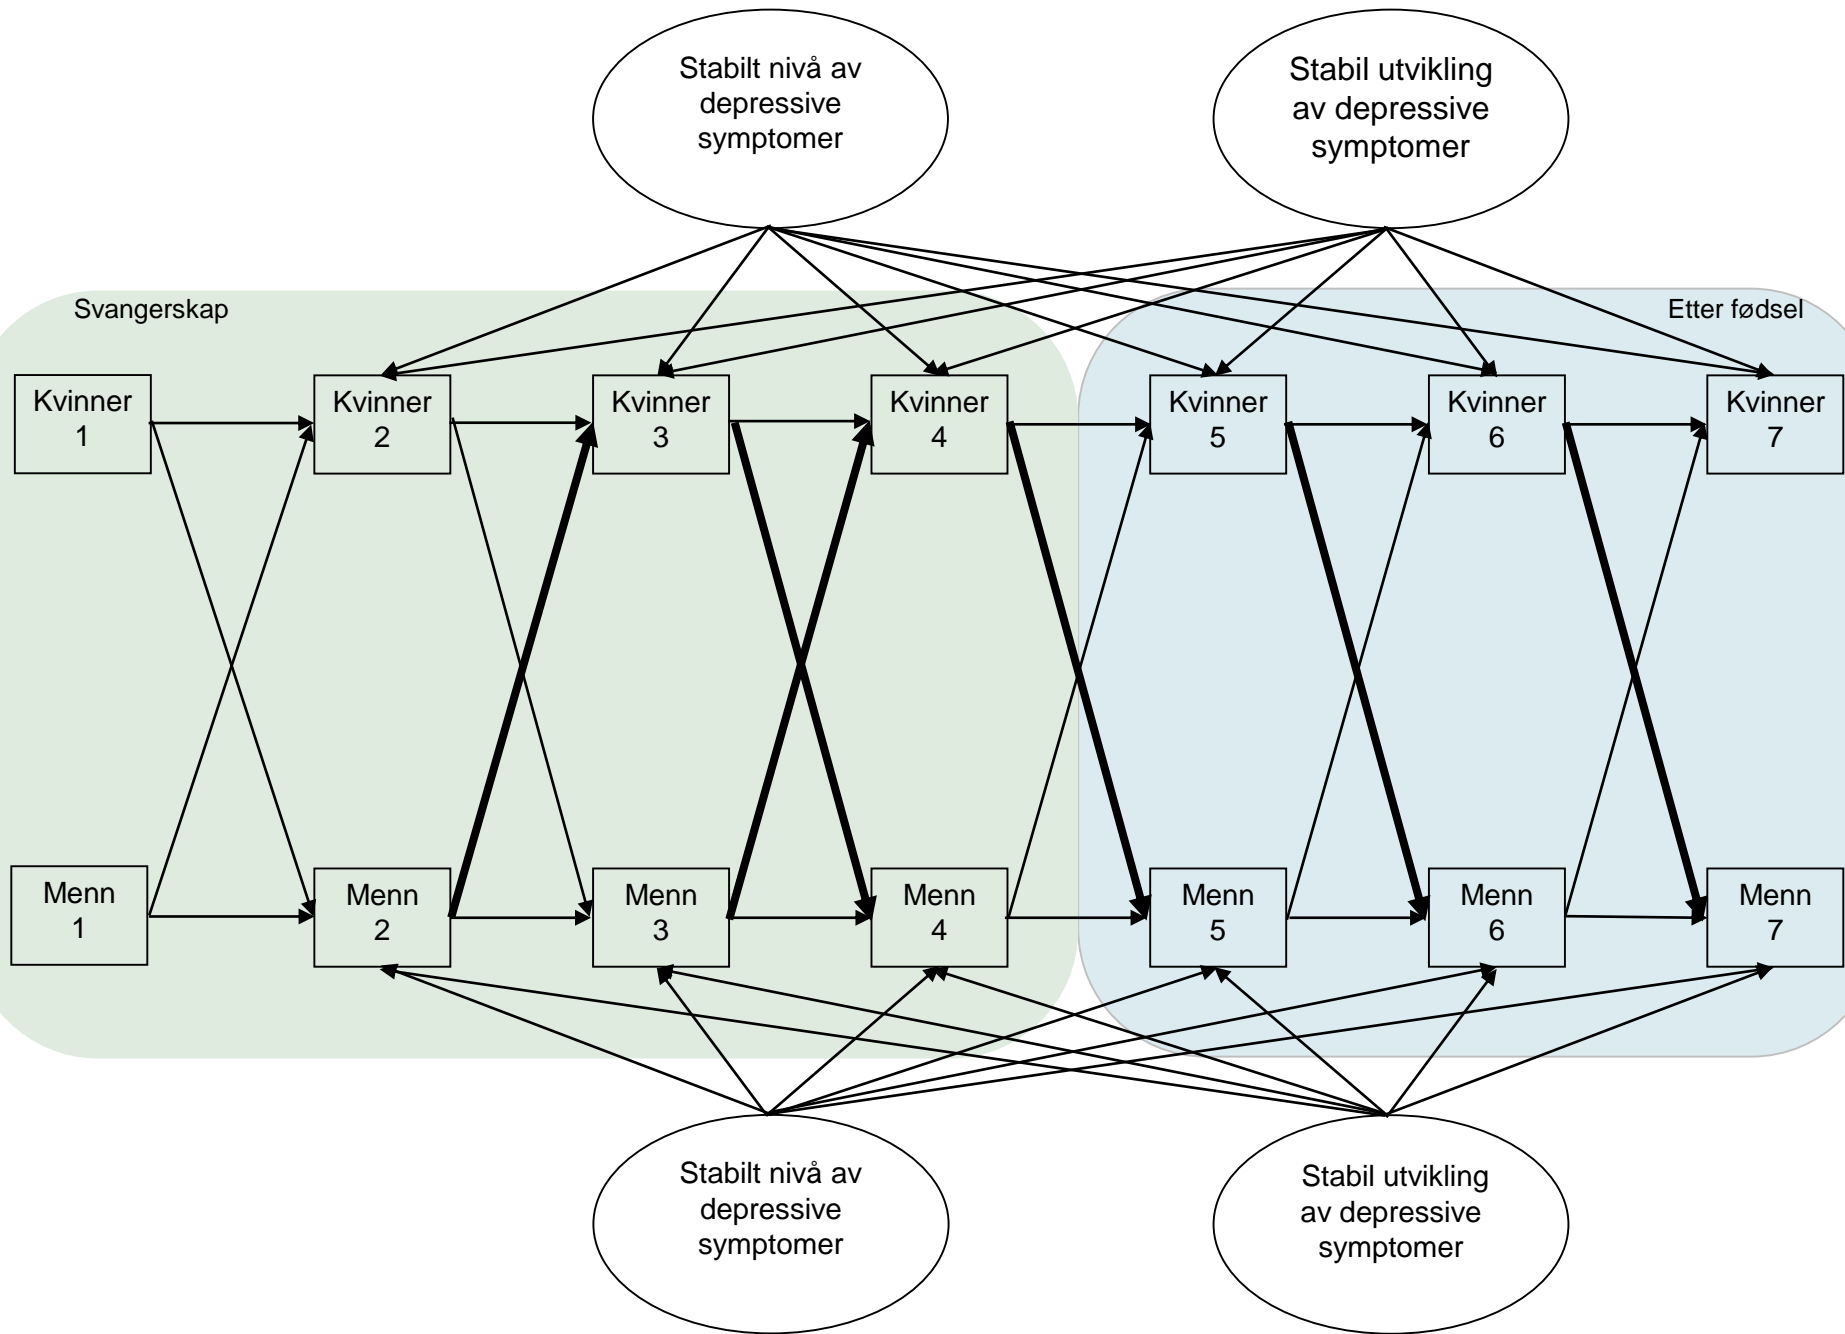 Stabilt nivå av
depressive
symptomer
Stabil utvikling
av depressive
symptomer
Svangerskap
Etter fødsel
Kvinner
1
Kvinner
2
Kvinner
3
Kvinner
4
Kvinner
5
Kvinner
6
Kvinner
7
Menn
1
Menn
2
Menn
3
Menn
4
Menn
5
Menn
6
Menn
7
Stabilt nivå av
depressive
symptomer
Stabil utvikling
av depressive
symptomer